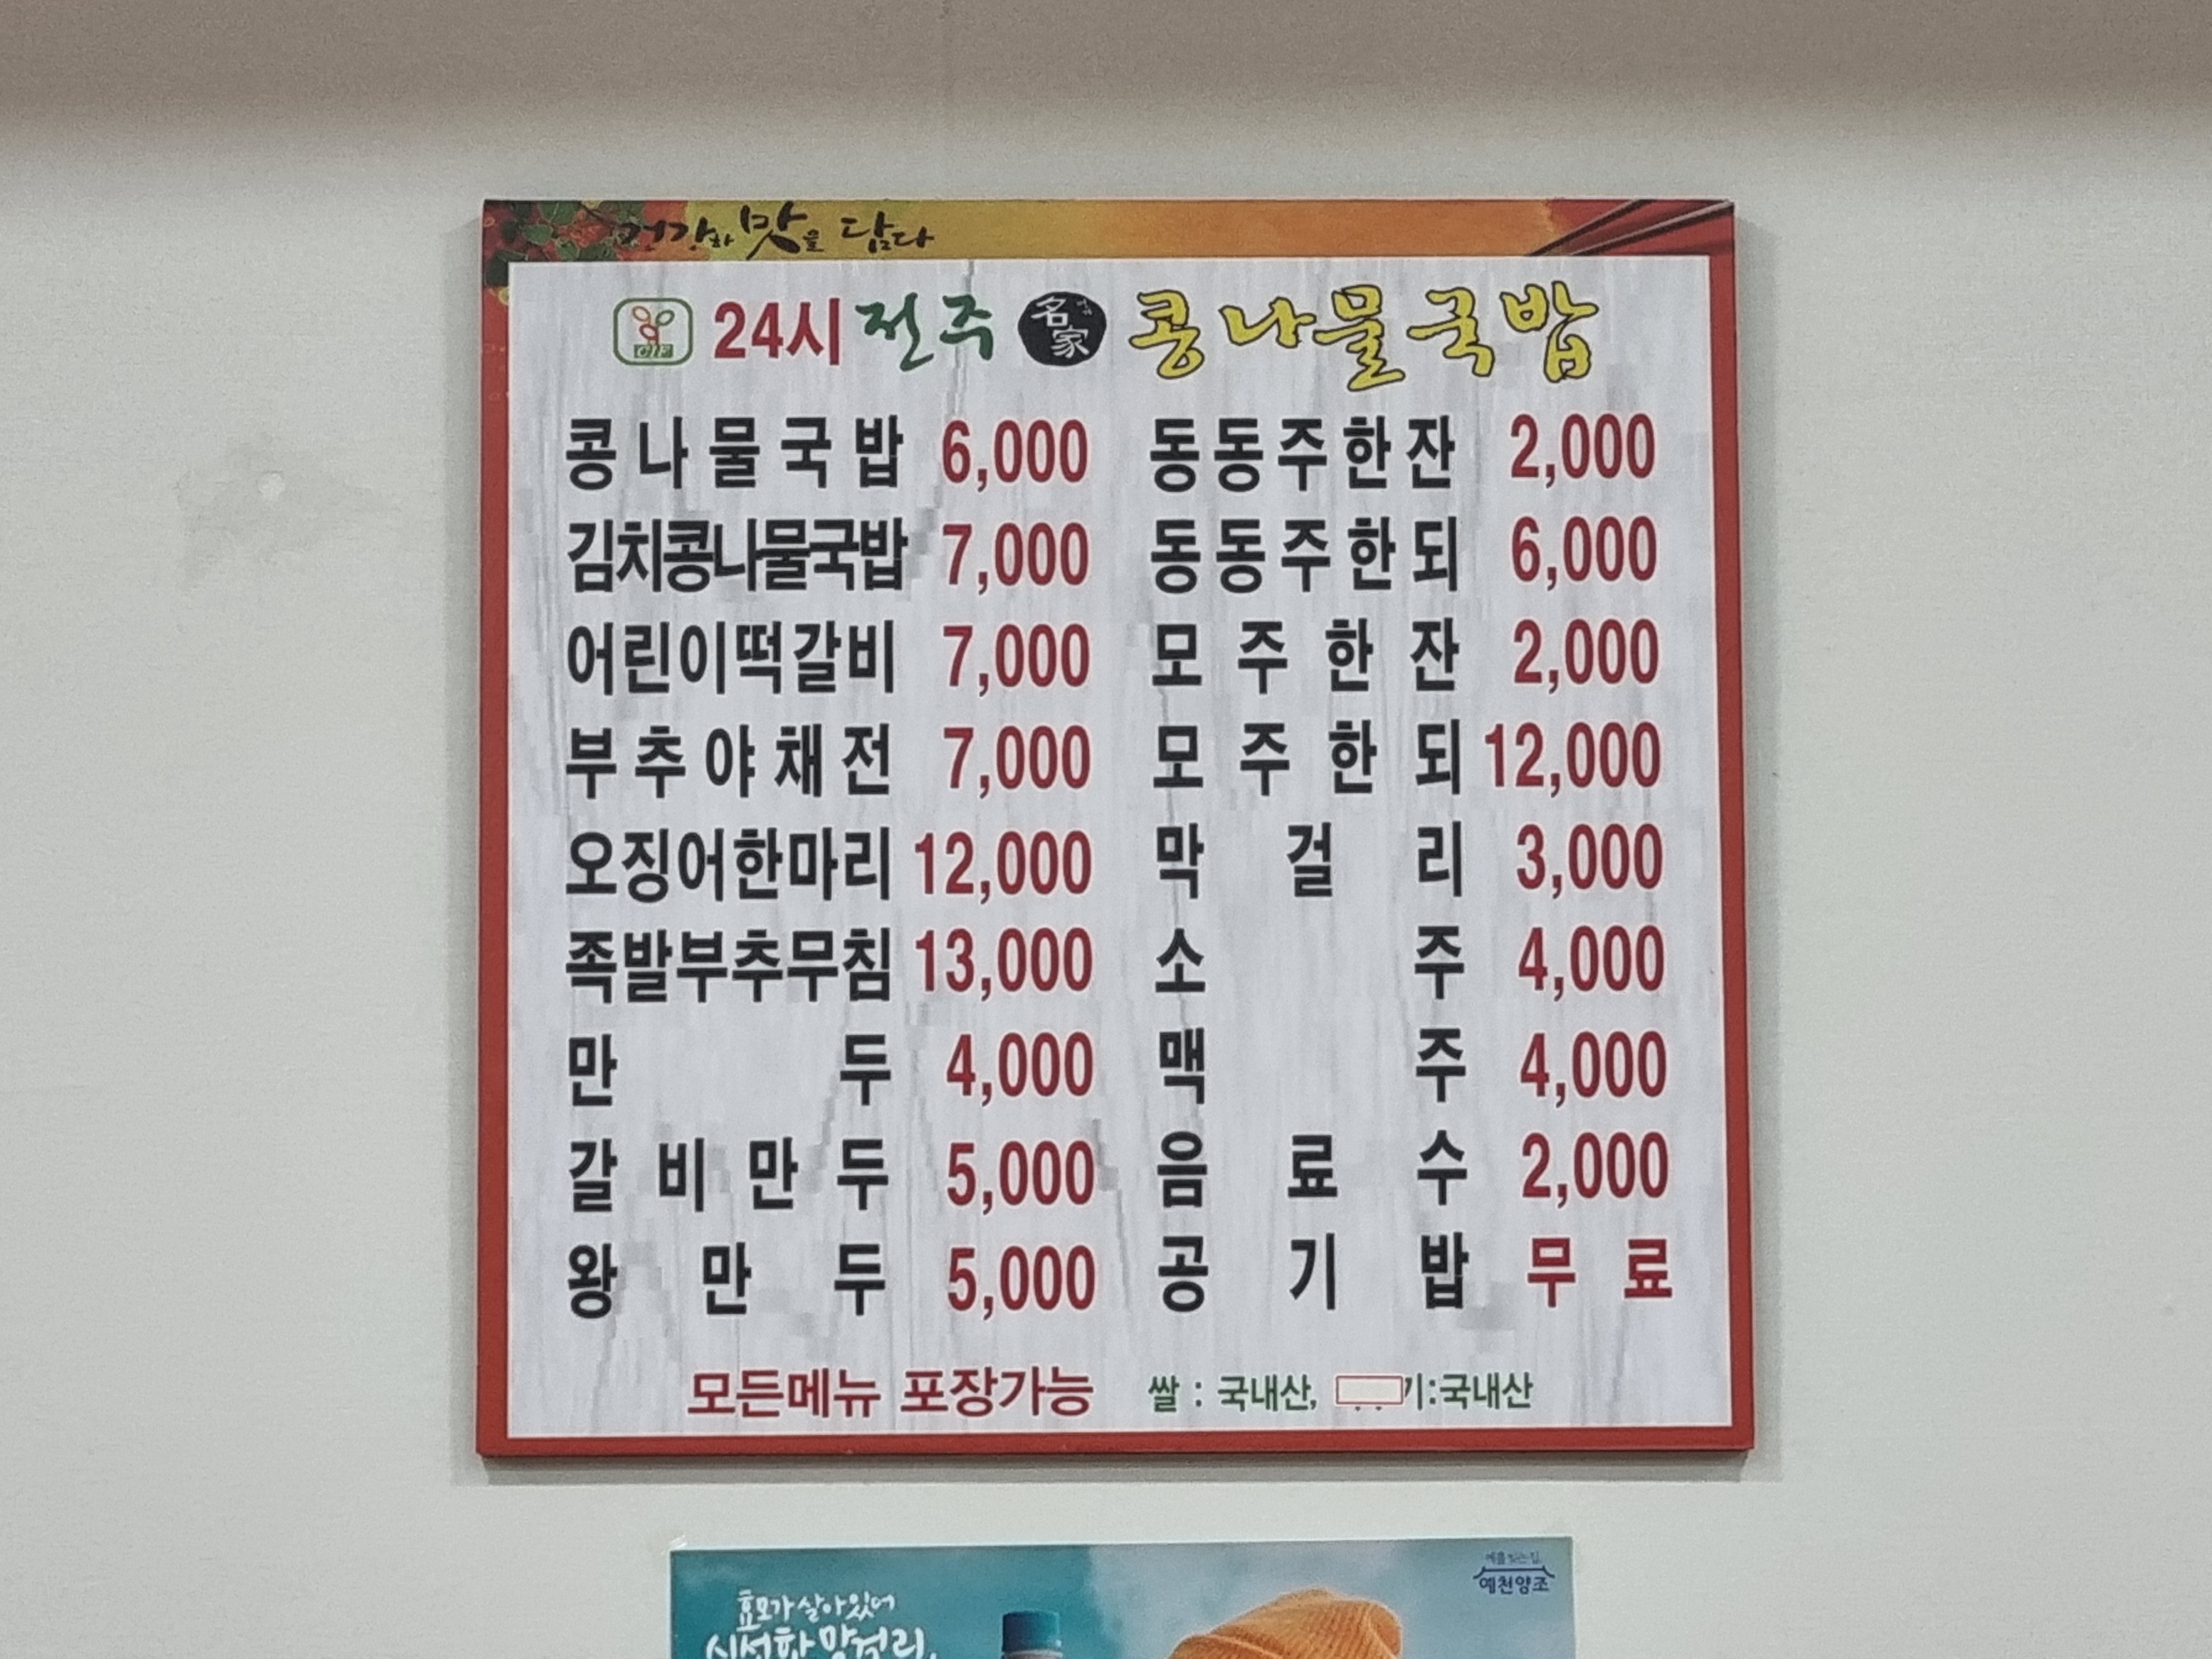 건강한 맛을 담다
24시 전주 名家 콩나물국밥
콩나물국밥 6,000
김치콩나물국밥 7,000
어린이떡갈비 7,000
부추야채전 7,000
오징어한마리 12,000
족발부추무침 13,000
만두 4,000
갈비만두 5,000
왕만두 5,000
동동주한잔 2,000
동동주한되 6,000
모주한잔 2,000
모주한되 12,000
막걸리 3,000
소주 4,000
맥주 4,000
음료수 2,000
공기밥 무료
모든메뉴 포장가능
쌀 : 국내산, 기:국내산
예천양조
효모가 살아있어
신선한 막걸리,